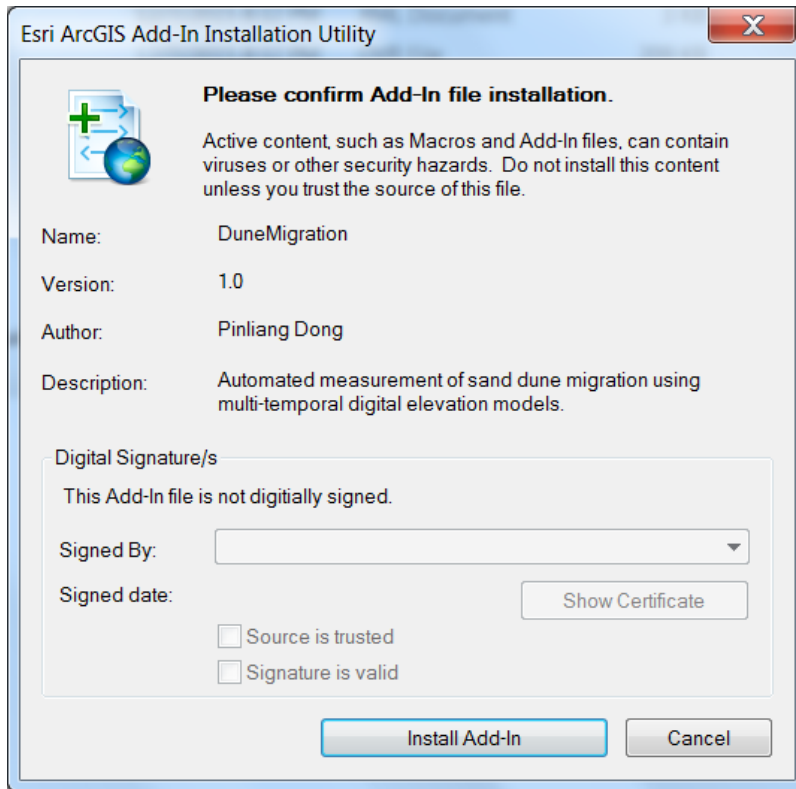 Esri ArcGIS Add-In Installation Utility
X
Please confirm Add-In file installation.
Active content, such as Macros and Add-In files, can contain
viruses or other security hazards. Do not install this content
unless you trust the source of this file.
Name: DuneMigration
Version: 1.0
Author: Pinliang Dong
Description: Automated measurement of sand dune migration using
multi-temporal digital elevation models.
Digital Signature/s
This Add-In file is not digitially signed.
Signed By:
Signed date:
Show Certificate
Source is trusted
Signature is valid
Install Add-In Cancel